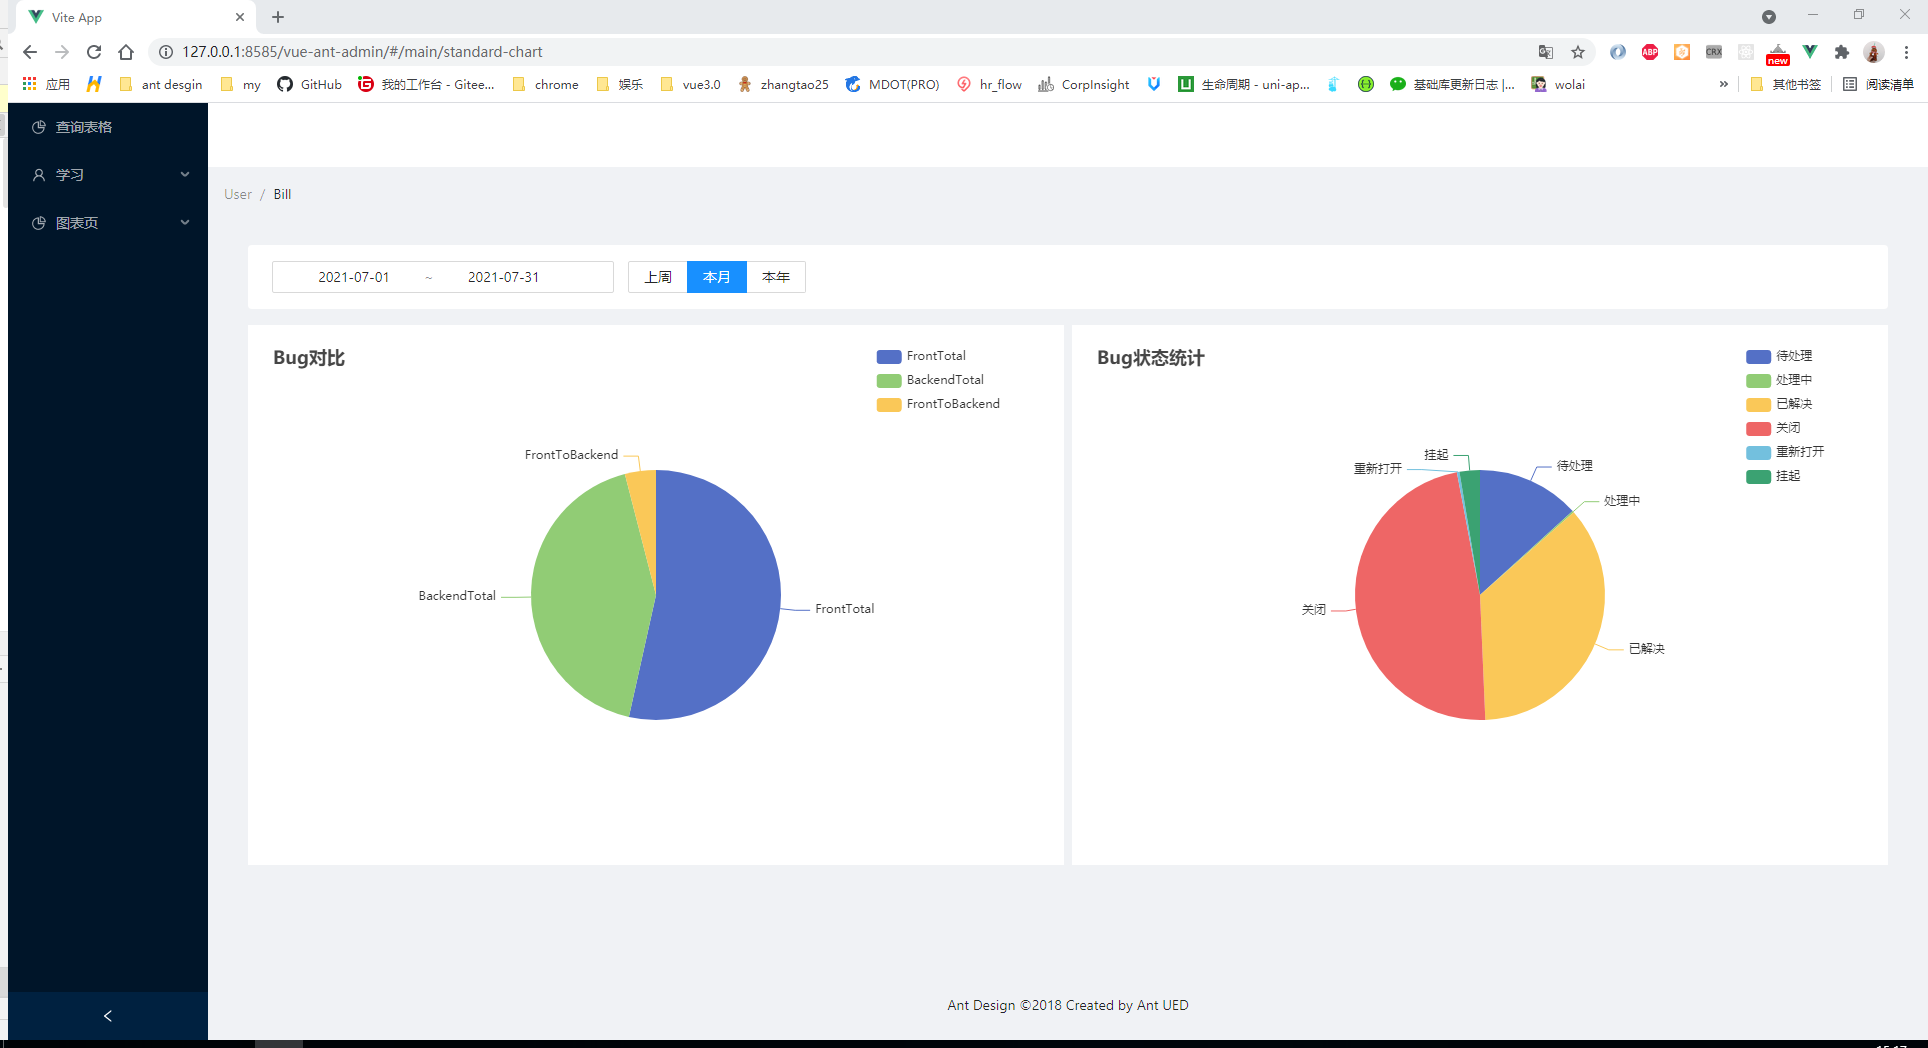 Vite App
127.0.0.1:8585/vue-ant-admin/#/main/standard-chart
ABP
CRX
new
应用
ant desgin
my
GitHub
我的工作台 - Gitee...
chrome
娱乐
vue3.0
zhangtao25
MDOT(PRO)
hr_flow
CorpInsight
生命周期 - uni-ap...
基础库更新日志 |...
wolai
»
其他书签
阅读清单
查询表格
学习
图表页
User / Bill
2021-07-01 ~ 2021-07-31
上周
本月
本年
Bug对比
FrontTotal
BackendTotal
FrontToBackend
FrontToBackend
BackendTotal
FrontTotal
Bug状态统计
待处理
处理中
已解决
关闭
重新打开
挂起
挂起
重新打开
待处理
处理中
关闭
已解决
Ant Design ©2018 Created by Ant UED